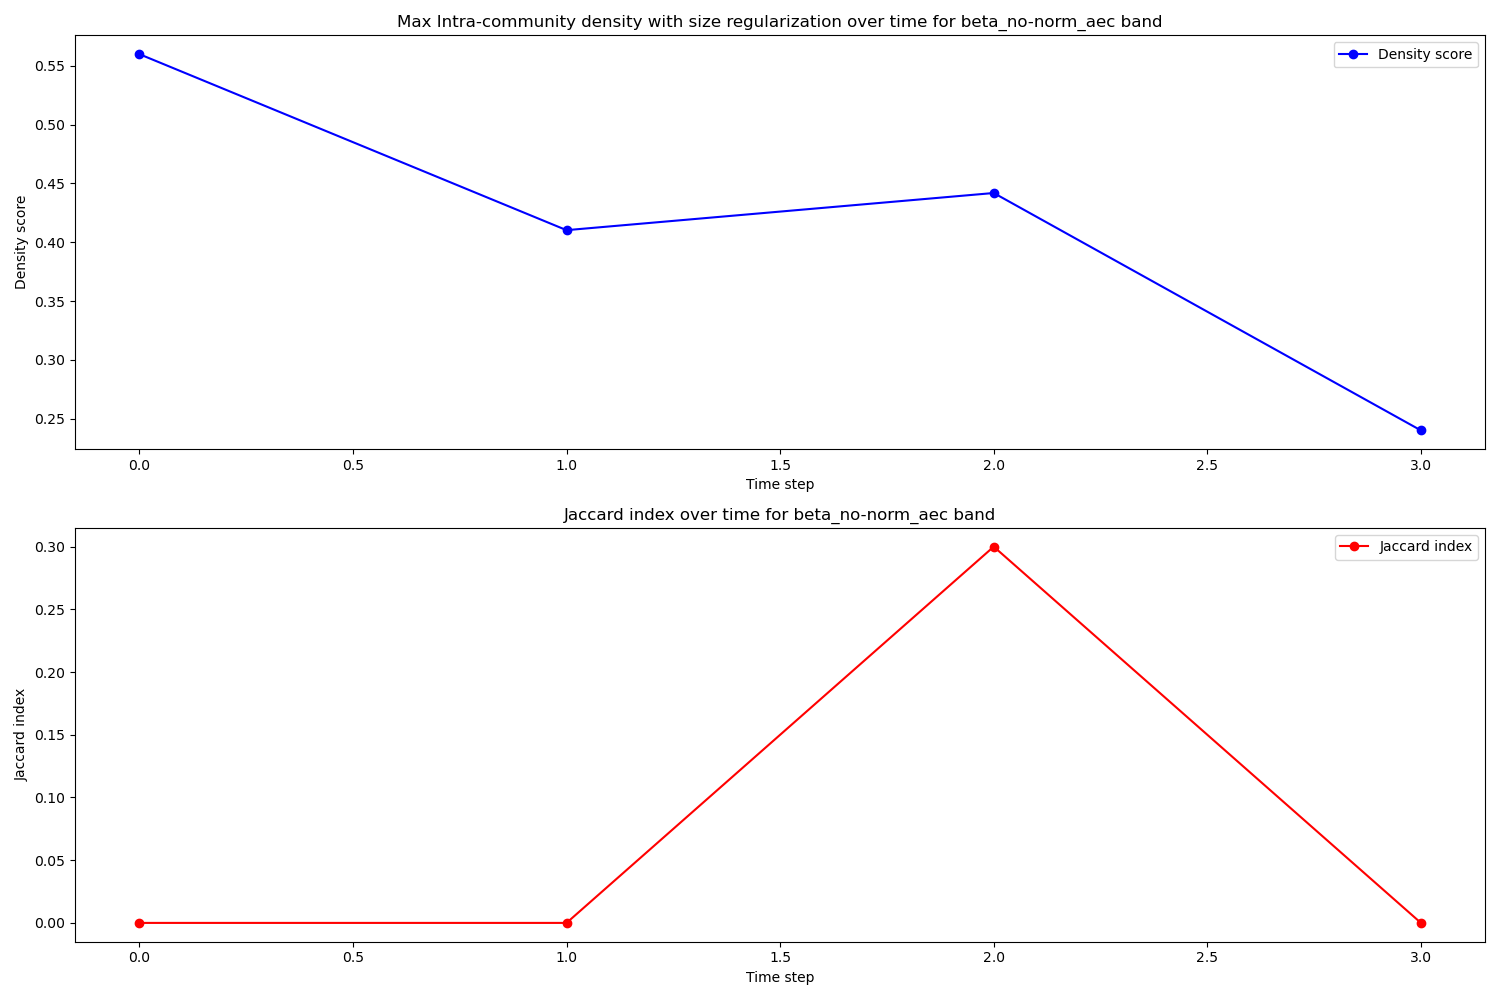 Max Intra-community density with size regularization over time for beta_no-norm_aec band
Density score
Density score
0.55
0.50
0.45
0.40
0.35
0.30
0.25
0.0 0.5 1.0 1.5 2.0 2.5 3.0
Time step
Jaccard index over time for beta_no-norm_aec band
Jaccard index
Jaccard index
0.30
0.25
0.20
0.15
0.10
0.05
0.00
0.0 0.5 1.0 1.5 2.0 2.5 3.0
Time step